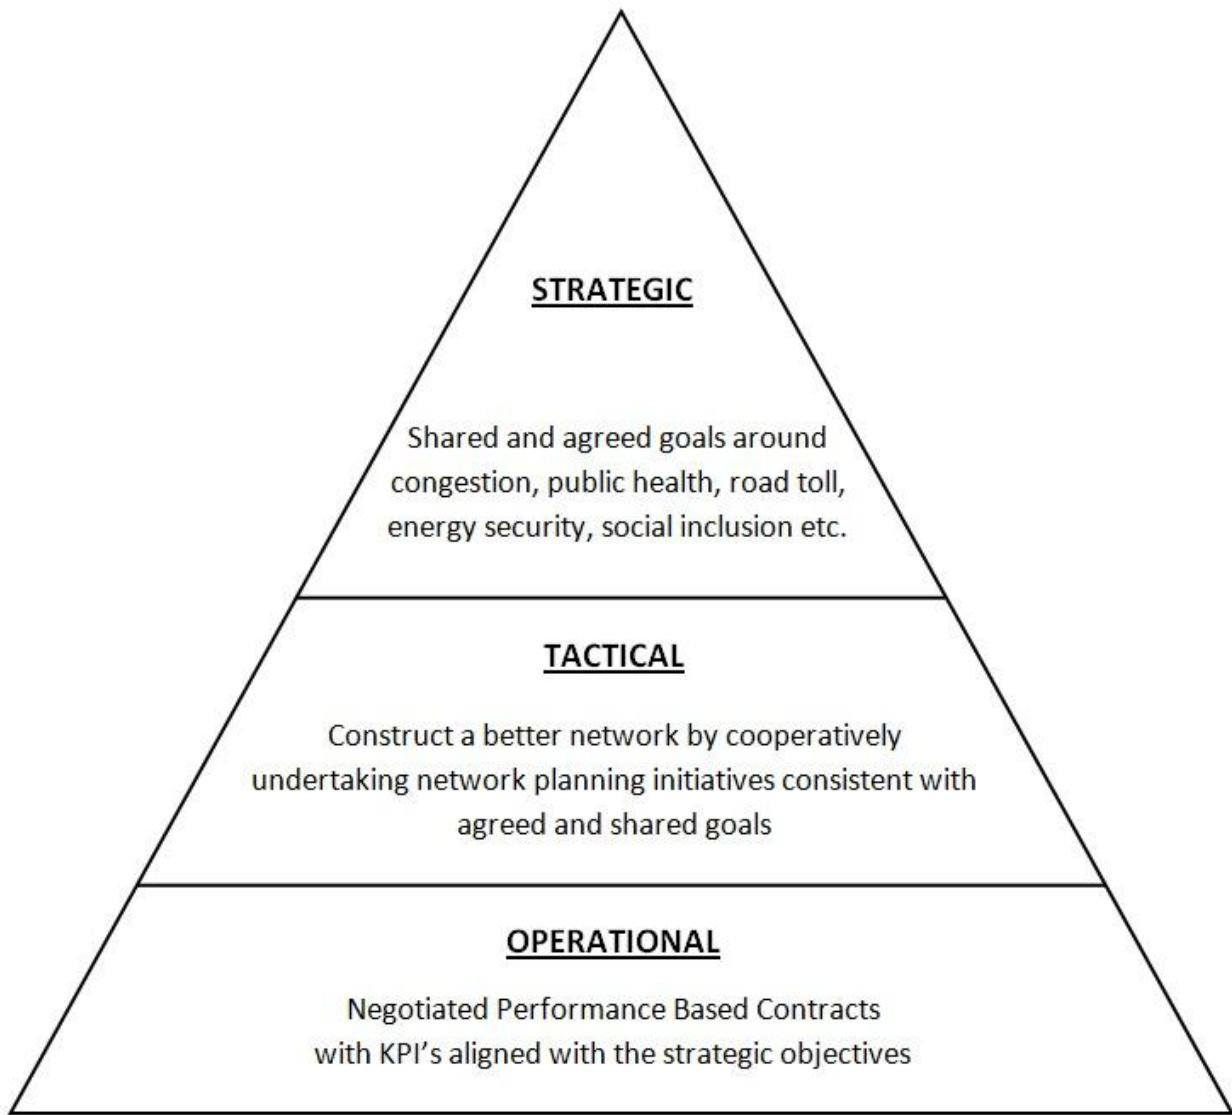 STRATEGIC
Shared and agreed goals around
congestion, public health, road toll,
energy security, social inclusion etc.
TACTICAL
Construct a better network by cooperatively
undertaking network planning initiatives consistent with
agreed and shared goals
OPERATIONAL
Negotiated Performance Based Contracts
with KPI’s aligned with the strategic objectives